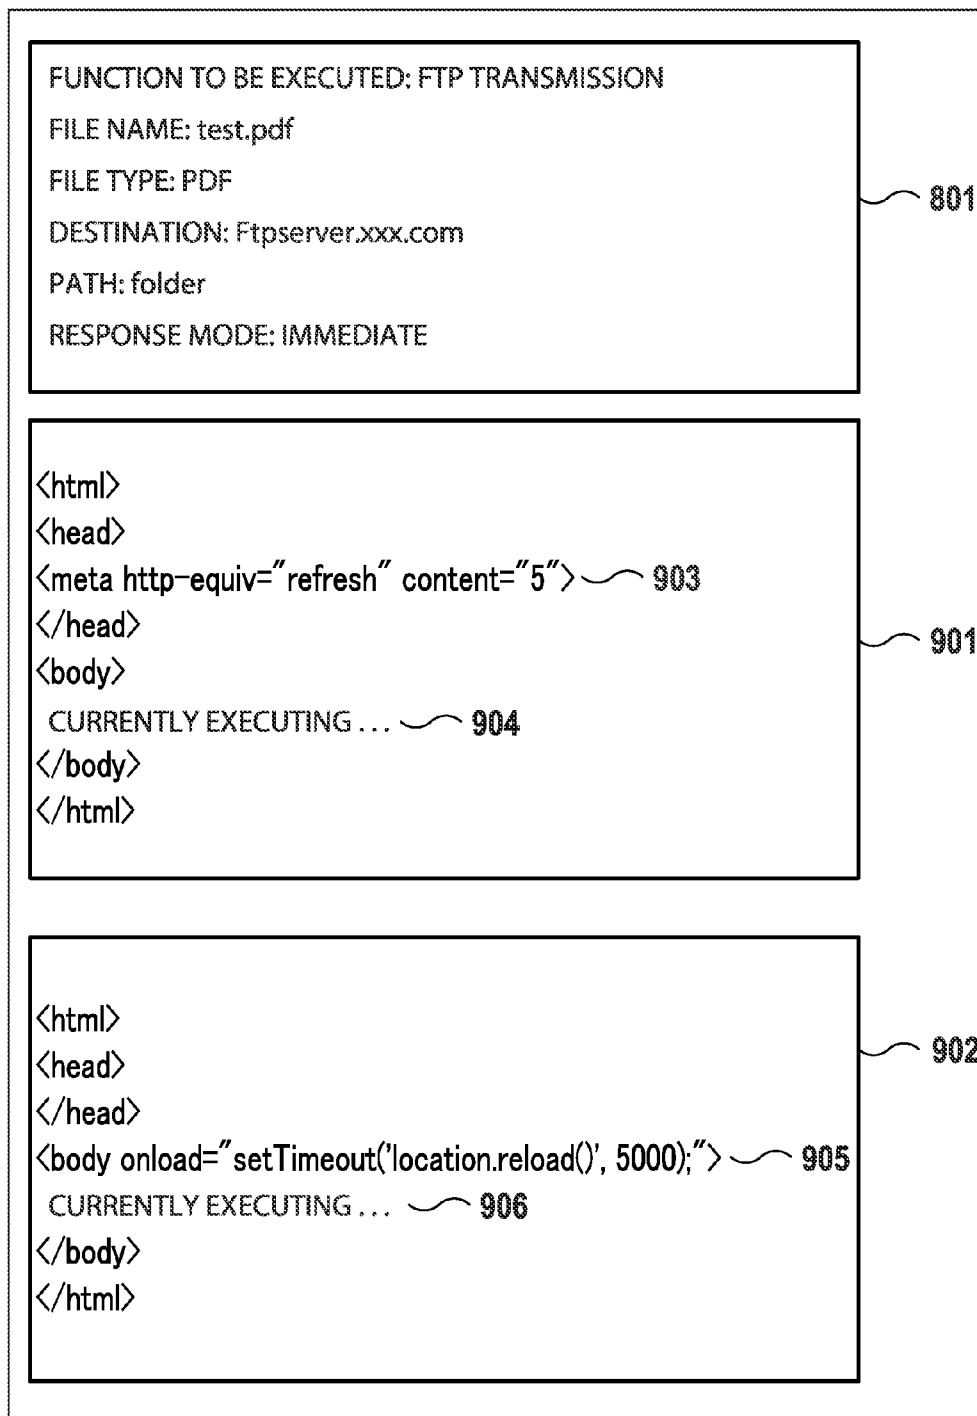 FUNCTION TO BE EXECUTED: FTP TRANSMISSION
FILE NAME: test.pdf
FILE TYPE: PDF
DESTINATION: Ftpserver.xxx.com
PATH: folder
RESPONSE MODE: IMMEDIATE
801
<html>
<head>
<meta http-equiv="refresh" content="5"> 903
</head>
<body>
901
CURRENTLY EXECUTING ... 904
</body>
</html>
<html>
<head>
902
</head>
<body onload="setTimeout('location.reload()', 5000);"> 905
CURRENTLY EXECUTING ... 906
</body>
</html>